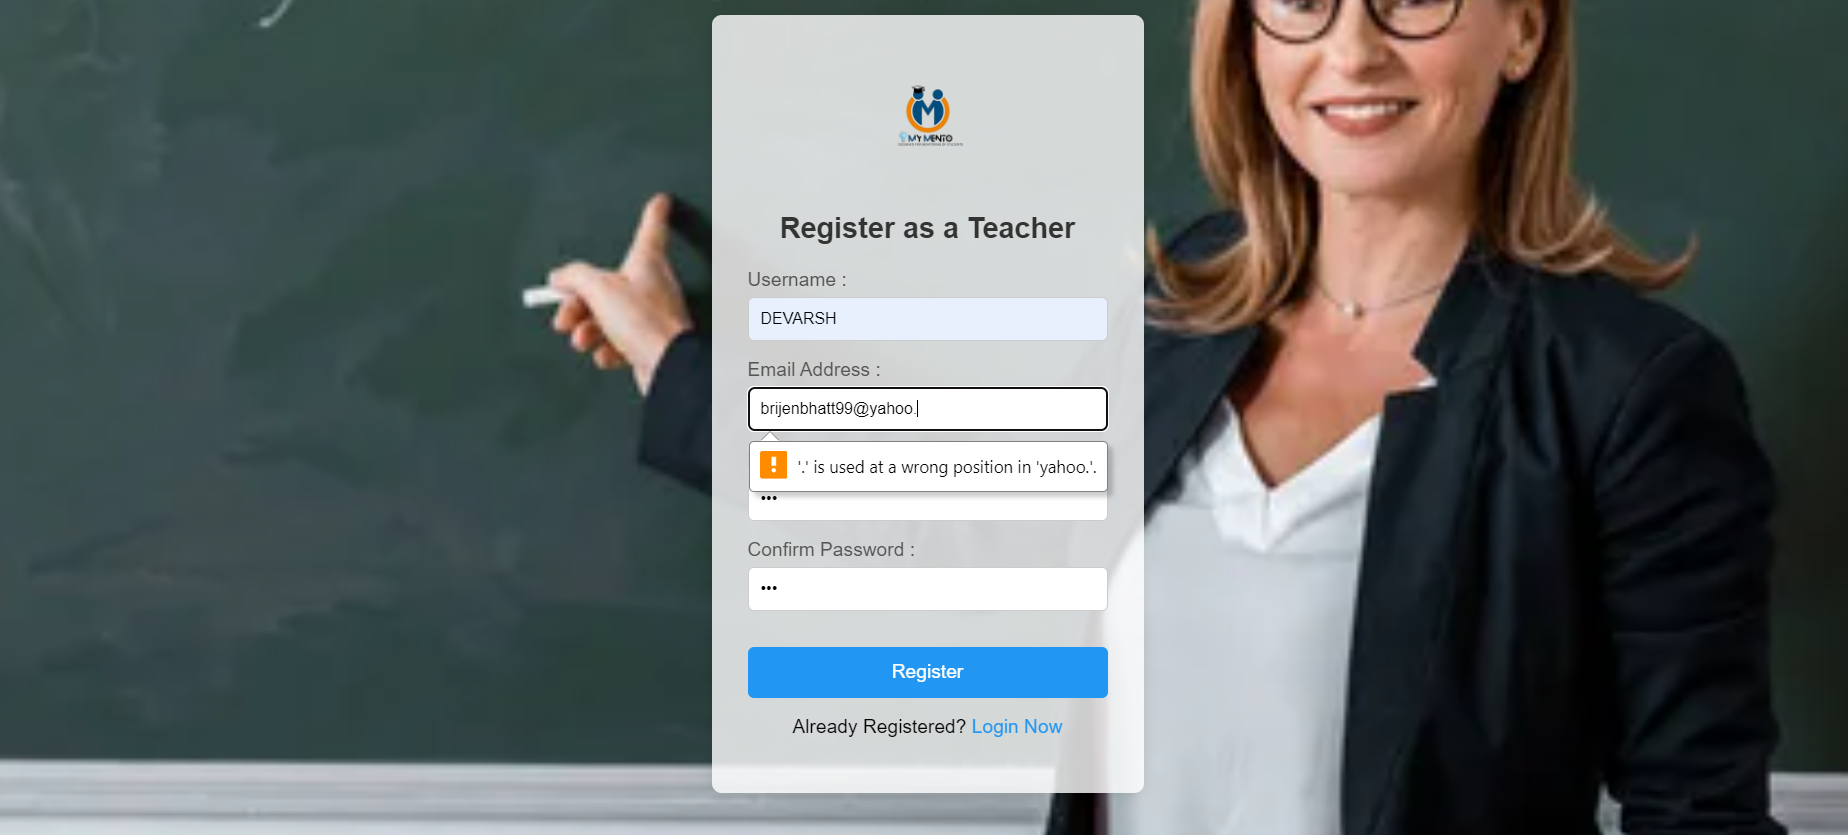 MY MENTO
Register as a Teacher
Username :
DEVARSH
Email Address :
brijenbhatt99@yahoo.
'.' is used at a wrong position in 'yahoo.'.
•••
Confirm Password :
•••
Register
Already Registered? Login Now